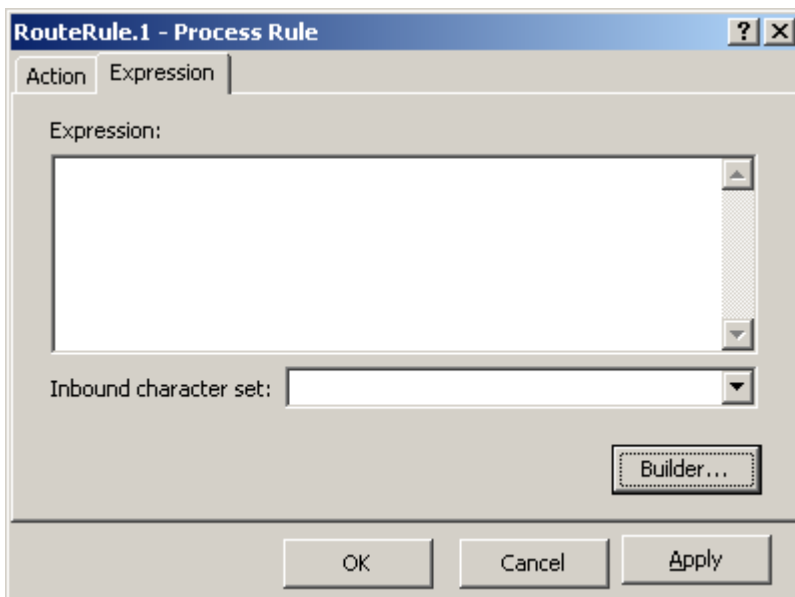 RouteRule.1 - Process Rule
Action Expression
Expression:
Inbound character set:
Builder...
OK Cancel Apply